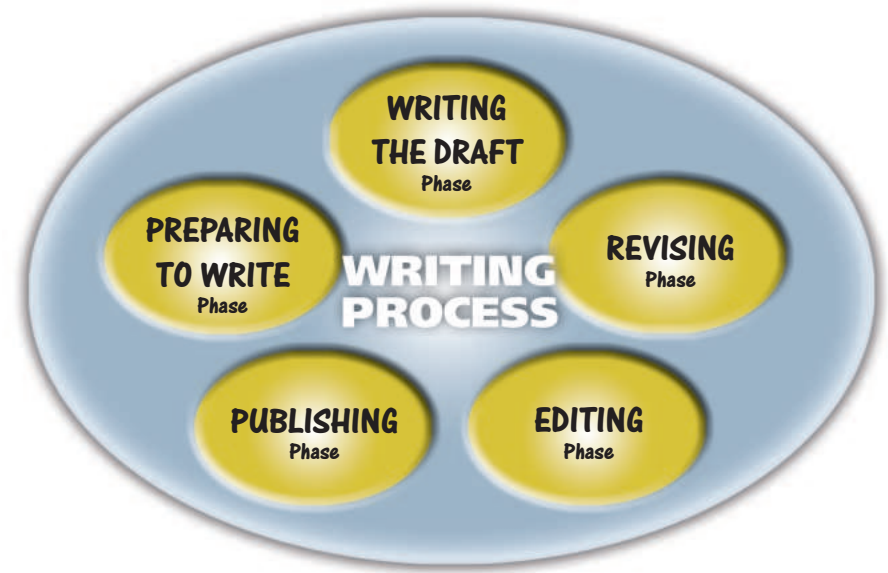 WRITING
THE DRAFT
Phase
PREPARING
TO WRITE
Phase
REVISING
Phase
WRITING
PROCESS
PUBLISHING
Phase
EDITING
Phase